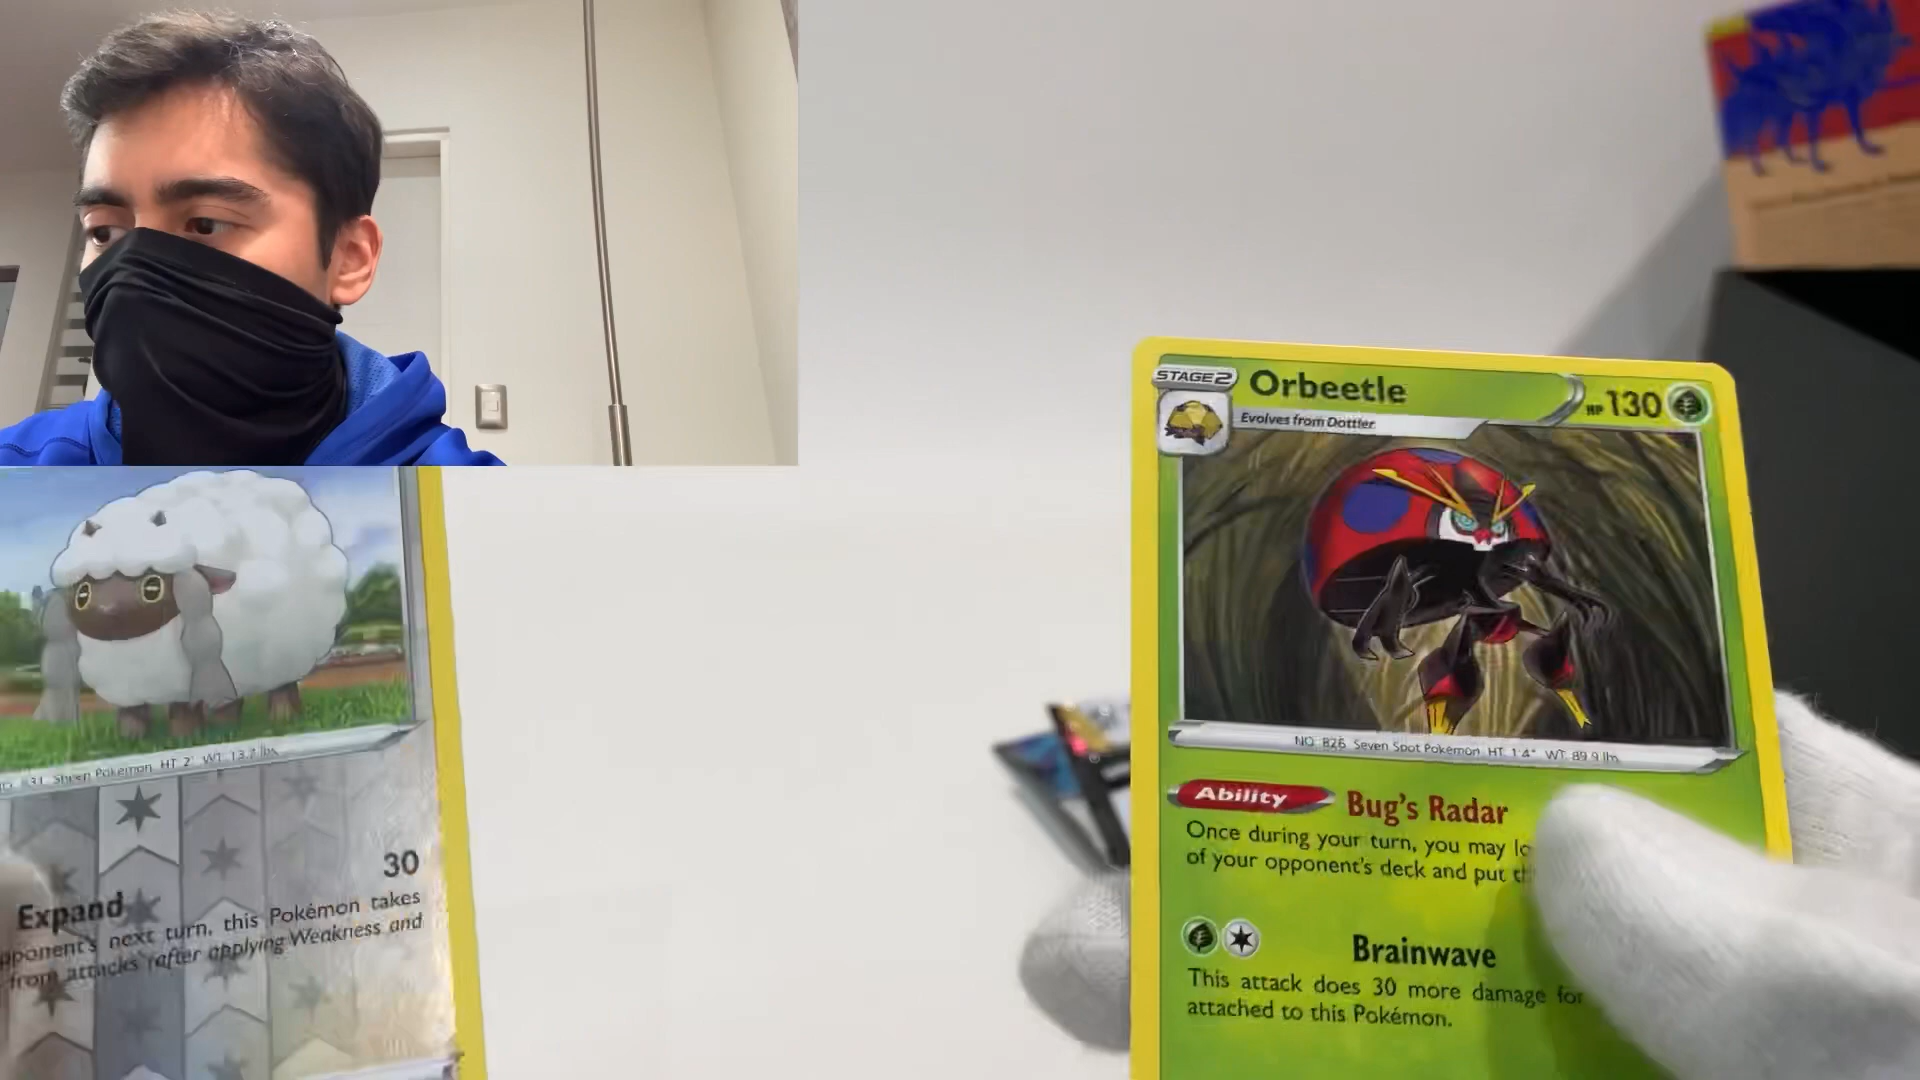 STAGE 2
Orbeetle
HP 130
Evolves from Dottler
NO. 826 Seven Spot Pokémon HT: 1'4" WT: 89.9 lbs.
Ability Bug's Radar
Once during your turn, you may
of your opponent's deck and put
Brainwave
This attack does 30 more damage for
attached to this Pokémon.
31 Sheep Pokémon HT: 2' WT: 13.2 lbs.
30
Expand
opponent's next turn, this Pokémon takes
from attacks (after applying Weakness and